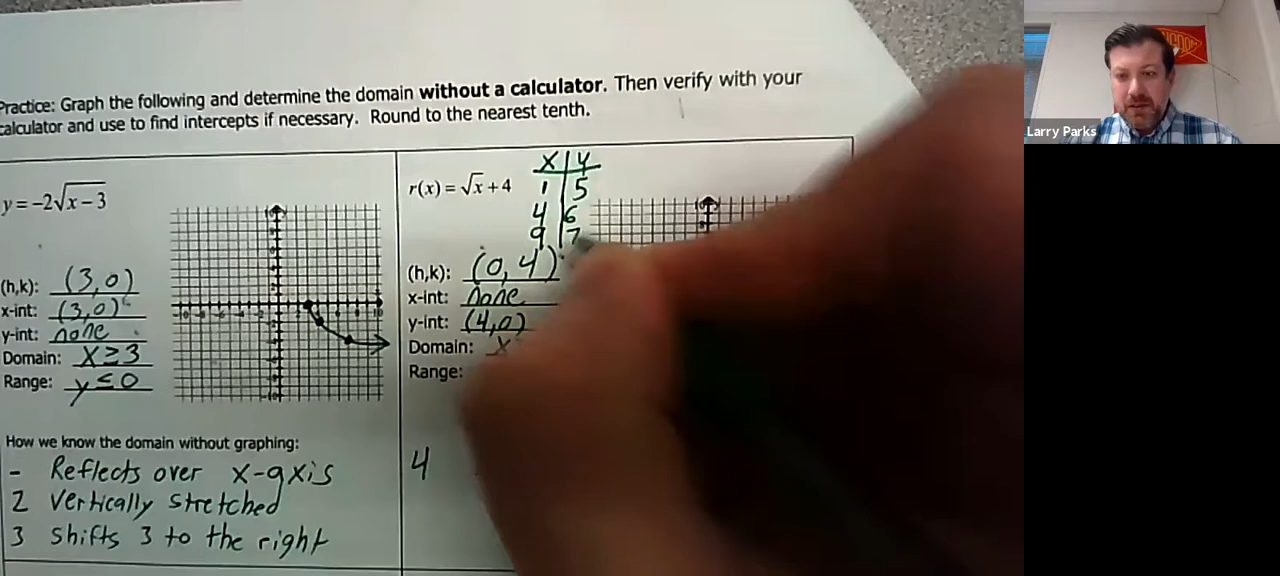 Practice: Graph the following and determine the domain without a calculator. Then verify with your
calculator and use to find intercepts if necessary. Round to the nearest tenth.
y = -2√x-3
(h,k): (3,0)
x-int: (3,0)
y-int: none
Domain: x≥3
Range: y≤0
How we know the domain without graphing:
- Reflects over x-axis
2 Vertically stretched
3 shifts 3 to the right
r(x) = √x + 4
x | y
1 | 5
4 | 6
9 | 7
(h,k): (0,4)
x-int: none
y-int: (4,0)
Domain: x
Range:
4
Larry Parks